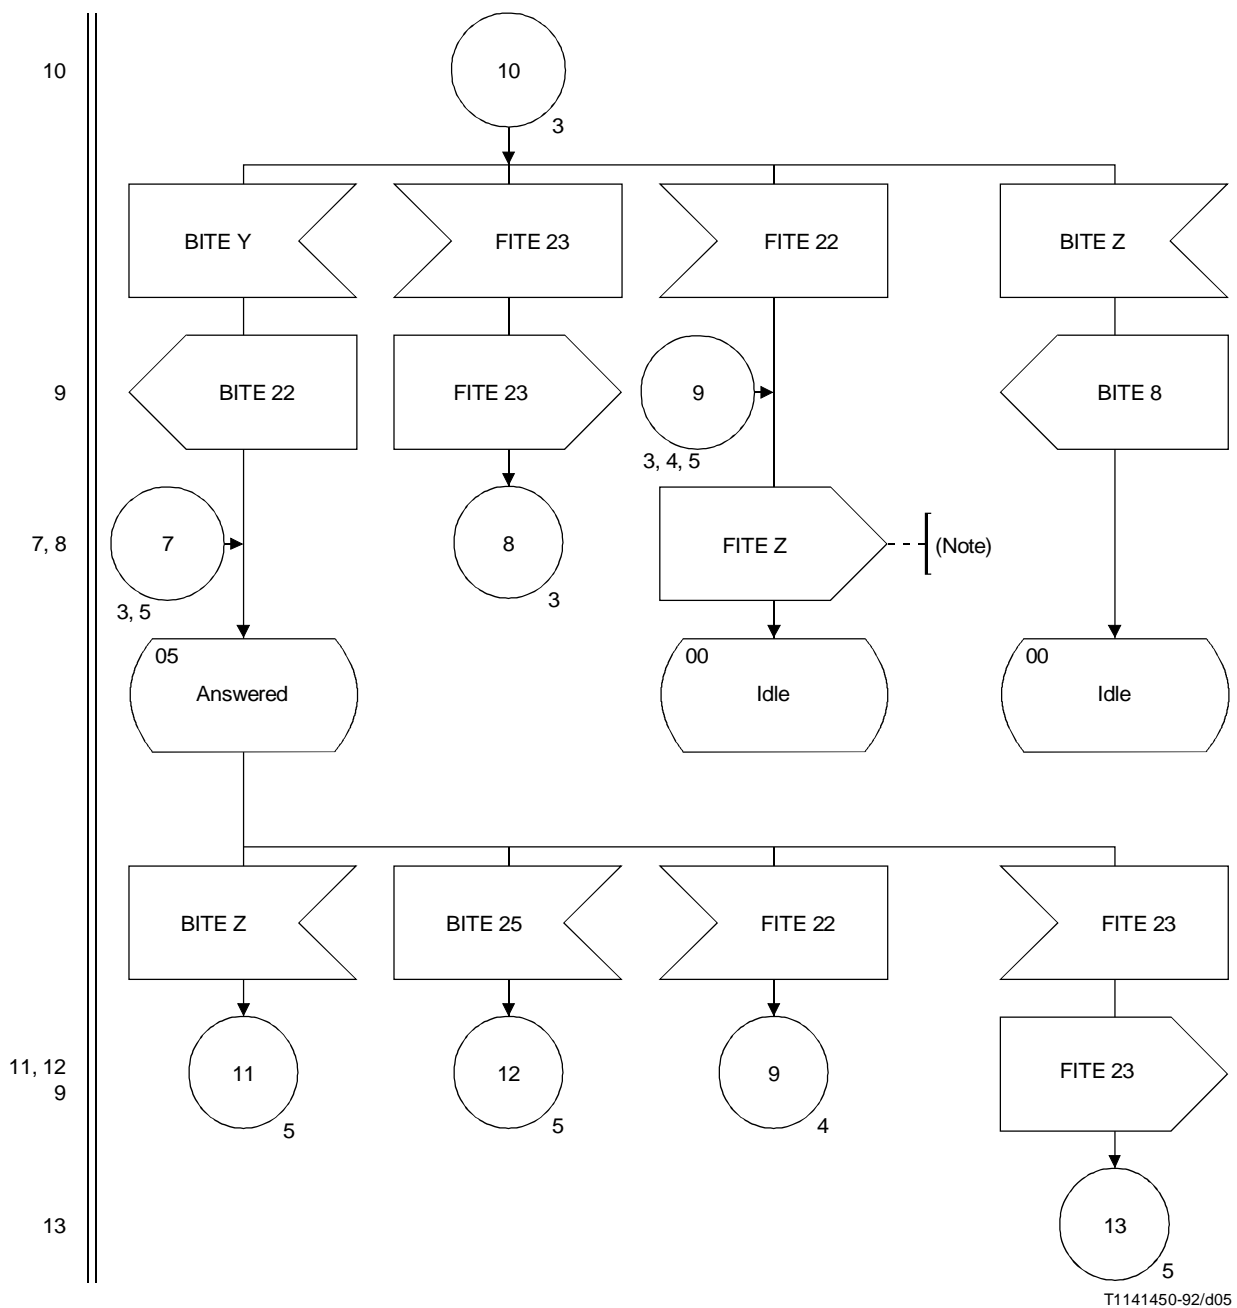 10
10
3
BITE Y
FITE 23
FITE 22
BITE Z
9
BITE 22
FITE 23
9
BITE 8
3, 4, 5
7, 8
7
8
FITE Z
(Note)
3, 5
3
05
Answered
00
Idle
00
Idle
BITE Z
BITE 25
FITE 22
FITE 23
11, 12
9
11
12
9
FITE 23
5
5
4
13
13
5
T1141450-92/d05